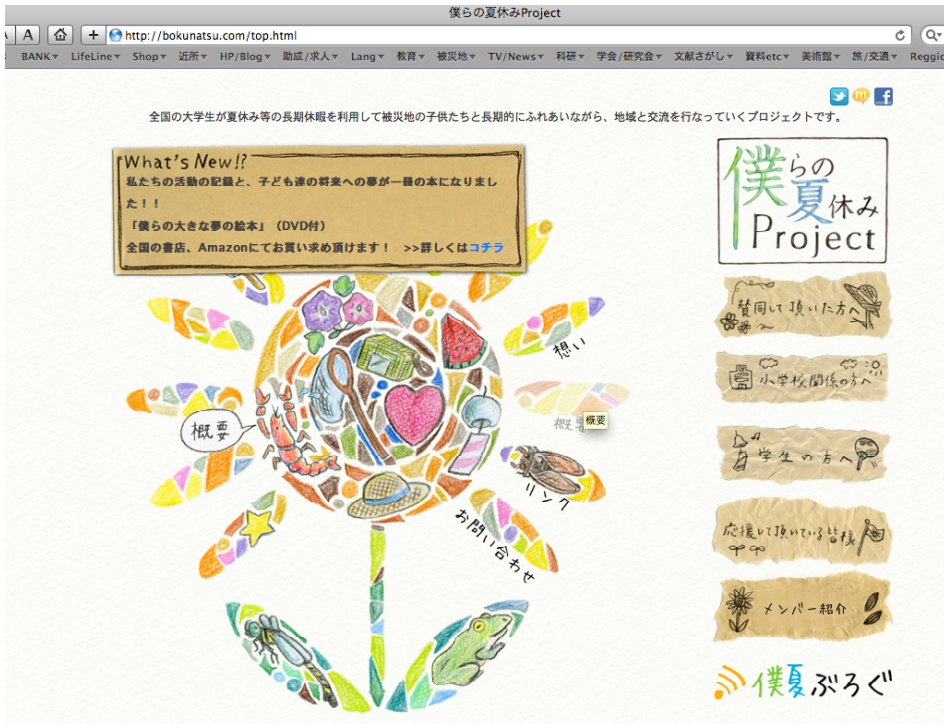 僕らの夏休みProject
A
http://bokunatsu.com/top.html
BANK LifeLine Shop 近所 HP/Blog 助成/求人 Lang 教育 被災地 TV/News 科研 学会/研究会 文献さがし 資料etc 美術館 旅/交通 Reggio
全国の大学生が夏休み等の長期休暇を利用して被災地の子供たちと長期的にふれあいながら、地域と交流を行なっていくプロジェクトです。
What's New!?
私たちの活動の記録と、子ども達の将来への夢が一冊の本になりまし
た！！
「僕らの大きな夢の絵本」（DVD付）
全国の書店、Amazonにてお買い求め頂けます！ >>詳しくはコチラ
僕らの
夏休み
Project
想い
概要
概要
概要
リンク
お問い合わせ
賛同して頂いた方へ
小学校関係の方へ
学生の方へ
応援して頂いている皆様
メンバー紹介
僕夏ぶろぐ